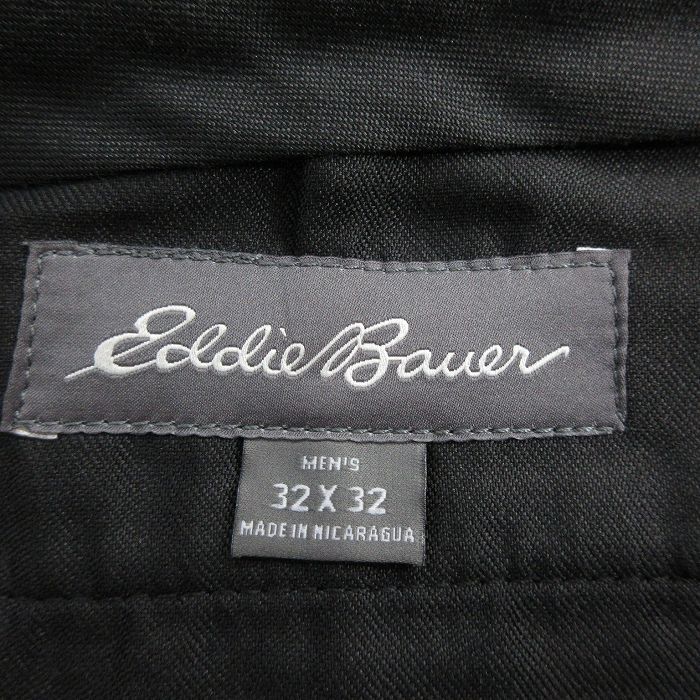 Eddie Bauer
MEN'S
32 X 32
MADE IN NICARAGUA